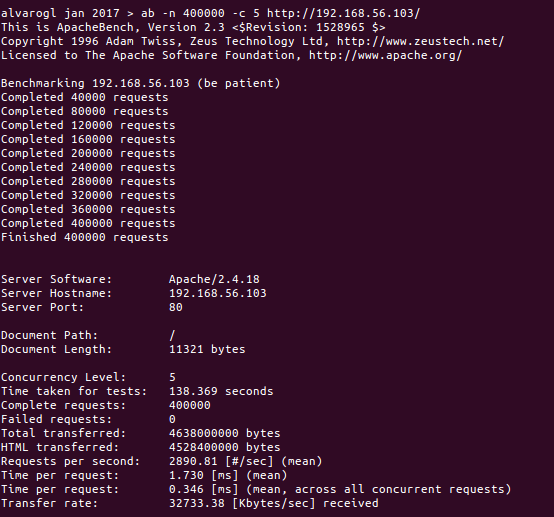 alvarogl jan 2017 > ab -n 400000 -c 5 http://192.168.56.103/
This is ApacheBench, Version 2.3 <$Revision: 1528965 $>
Copyright 1996 Adam Twiss, Zeus Technology Ltd, http://www.zeustech.net/
Licensed to The Apache Software Foundation, http://www.apache.org/

Benchmarking 192.168.56.103 (be patient)
Completed 40000 requests
Completed 80000 requests
Completed 120000 requests
Completed 160000 requests
Completed 200000 requests
Completed 240000 requests
Completed 280000 requests
Completed 320000 requests
Completed 360000 requests
Completed 400000 requests
Finished 400000 requests

Server Software:        Apache/2.4.18
Server Hostname:        192.168.56.103
Server Port:            80

Document Path:          /
Document Length:        11321 bytes

Concurrency Level:      5
Time taken for tests:   138.369 seconds
Complete requests:      400000
Failed requests:        0
Total transferred:      4638000000 bytes
HTML transferred:       4528400000 bytes
Requests per second:    2890.81 [#/sec] (mean)
Time per request:       1.730 [ms] (mean)
Time per request:       0.346 [ms] (mean, across all concurrent requests)
Transfer rate:          32733.38 [Kbytes/sec] received